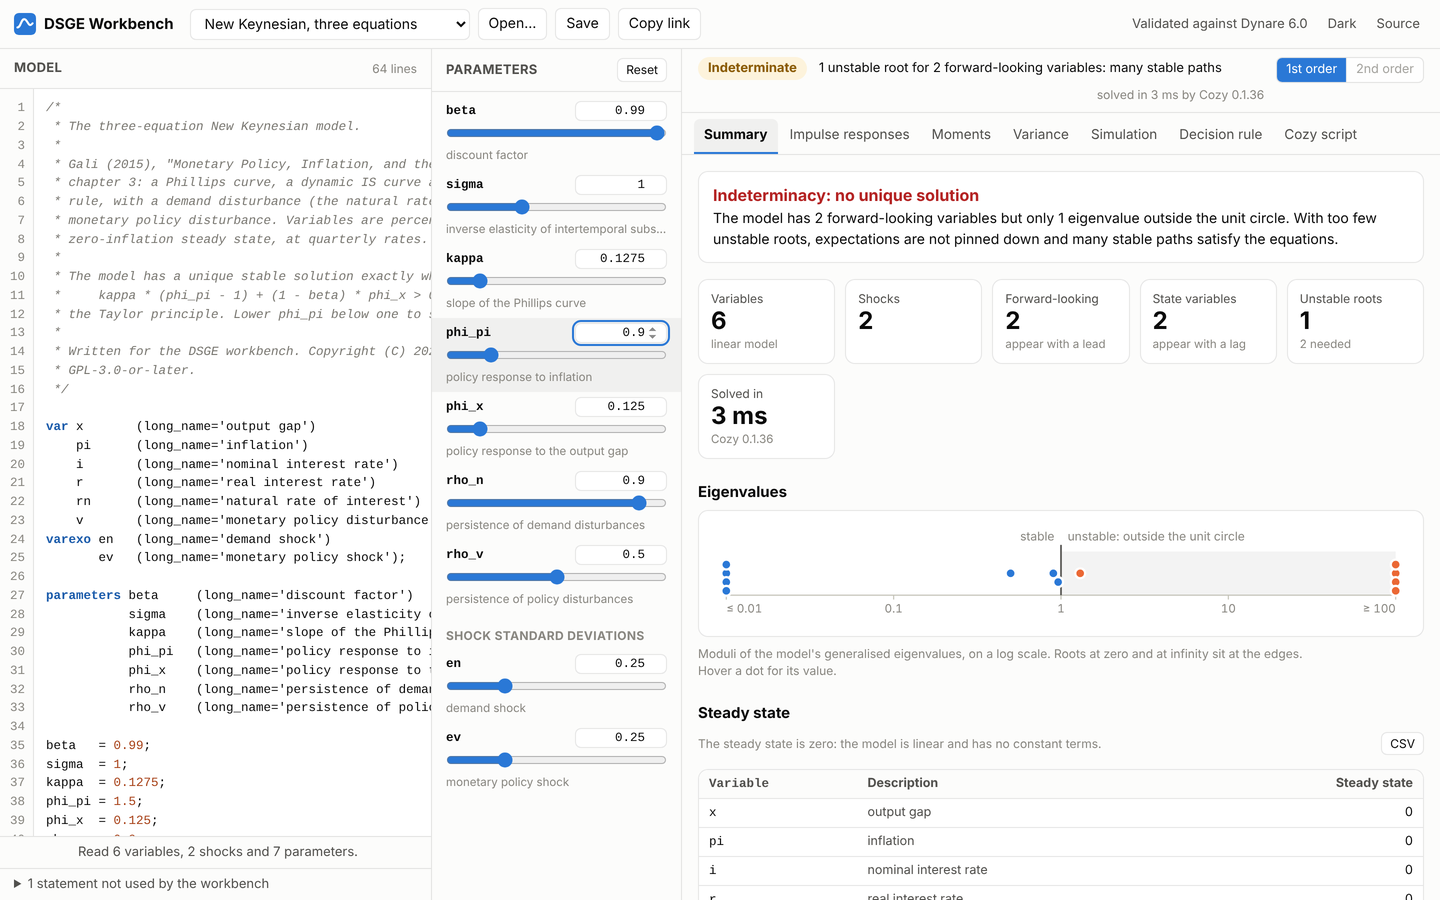 DSGE Workbench
New Keynesian, three equations
Open...
Save
Copy link
Validated against Dynare 6.0
Dark
Source
MODEL
64 lines
1 /*
2 * The three-equation New Keynesian model.
3 *
4 * Gali (2015), "Monetary Policy, Inflation, and the
5 * chapter 3: a Phillips curve, a dynamic IS curve
6 * rule, with a demand disturbance (the natural rat
7 * monetary policy disturbance. Variables are percen
8 * zero-inflation steady state, at quarterly rates.
9 *
10 * The model has a unique stable solution exactly wh
11 * kappa * (phi_pi - 1) + (1 - beta) * phi_x >
12 * the Taylor principle. Lower phi_pi below one to
13 *
14 * Written for the DSGE workbench. Copyright (C) 202
15 * GPL-3.0-or-later.
16 */
17
18 var x (long_name='output gap')
19 pi (long_name='inflation')
20 i (long_name='nominal interest rate')
21 r (long_name='real interest rate')
22 rn (long_name='natural rate of interest')
23 v (long_name='monetary policy disturbance
24 varexo en (long_name='demand shock')
25 ev (long_name='monetary policy shock');
26
27 parameters beta (long_name='discount factor')
28 sigma (long_name='inverse elasticity
29 kappa (long_name='slope of the Phillip
30 phi_pi (long_name='policy response to
31 phi_x (long_name='policy response to
32 rho_n (long_name='persistence of deman
33 rho_v (long_name='persistence of polic
34
35 beta = 0.99;
36 sigma = 1;
37 kappa = 0.1275;
38 phi_pi = 1.5;
39 phi_x = 0.125;
Read 6 variables, 2 shocks and 7 parameters.
▶ 1 statement not used by the workbench
PARAMETERS
Reset
beta 0.99
discount factor
sigma 1
inverse elasticity of intertemporal subs...
kappa 0.1275
slope of the Phillips curve
phi_pi 0.9
policy response to inflation
phi_x 0.125
policy response to the output gap
rho_n 0.9
persistence of demand disturbances
rho_v 0.5
persistence of policy disturbances
SHOCK STANDARD DEVIATIONS
en 0.25
demand shock
ev 0.25
monetary policy shock
Indeterminate
1 unstable root for 2 forward-looking variables: many stable paths
1st order
2nd order
solved in 3 ms by Cozy 0.1.36
Summary
Impulse responses
Moments
Variance
Simulation
Decision rule
Cozy script
Indeterminacy: no unique solution
The model has 2 forward-looking variables but only 1 eigenvalue outside the unit circle. With too few
unstable roots, expectations are not pinned down and many stable paths satisfy the equations.
Variables
6
linear model
Shocks
2
Forward-looking
2
appear with a lead
State variables
2
appear with a lag
Unstable roots
1
2 needed
Solved in
3 ms
Cozy 0.1.36
Eigenvalues
stable
unstable: outside the unit circle
≤ 0.01
0.1
1
10
≥ 100
Moduli of the model's generalised eigenvalues, on a log scale. Roots at zero and at infinity sit at the edges.
Hover a dot for its value.
Steady state
The steady state is zero: the model is linear and has no constant terms.
CSV
Variable Description Steady state
x output gap 0
pi inflation 0
i nominal interest rate 0
r real interest rate 0